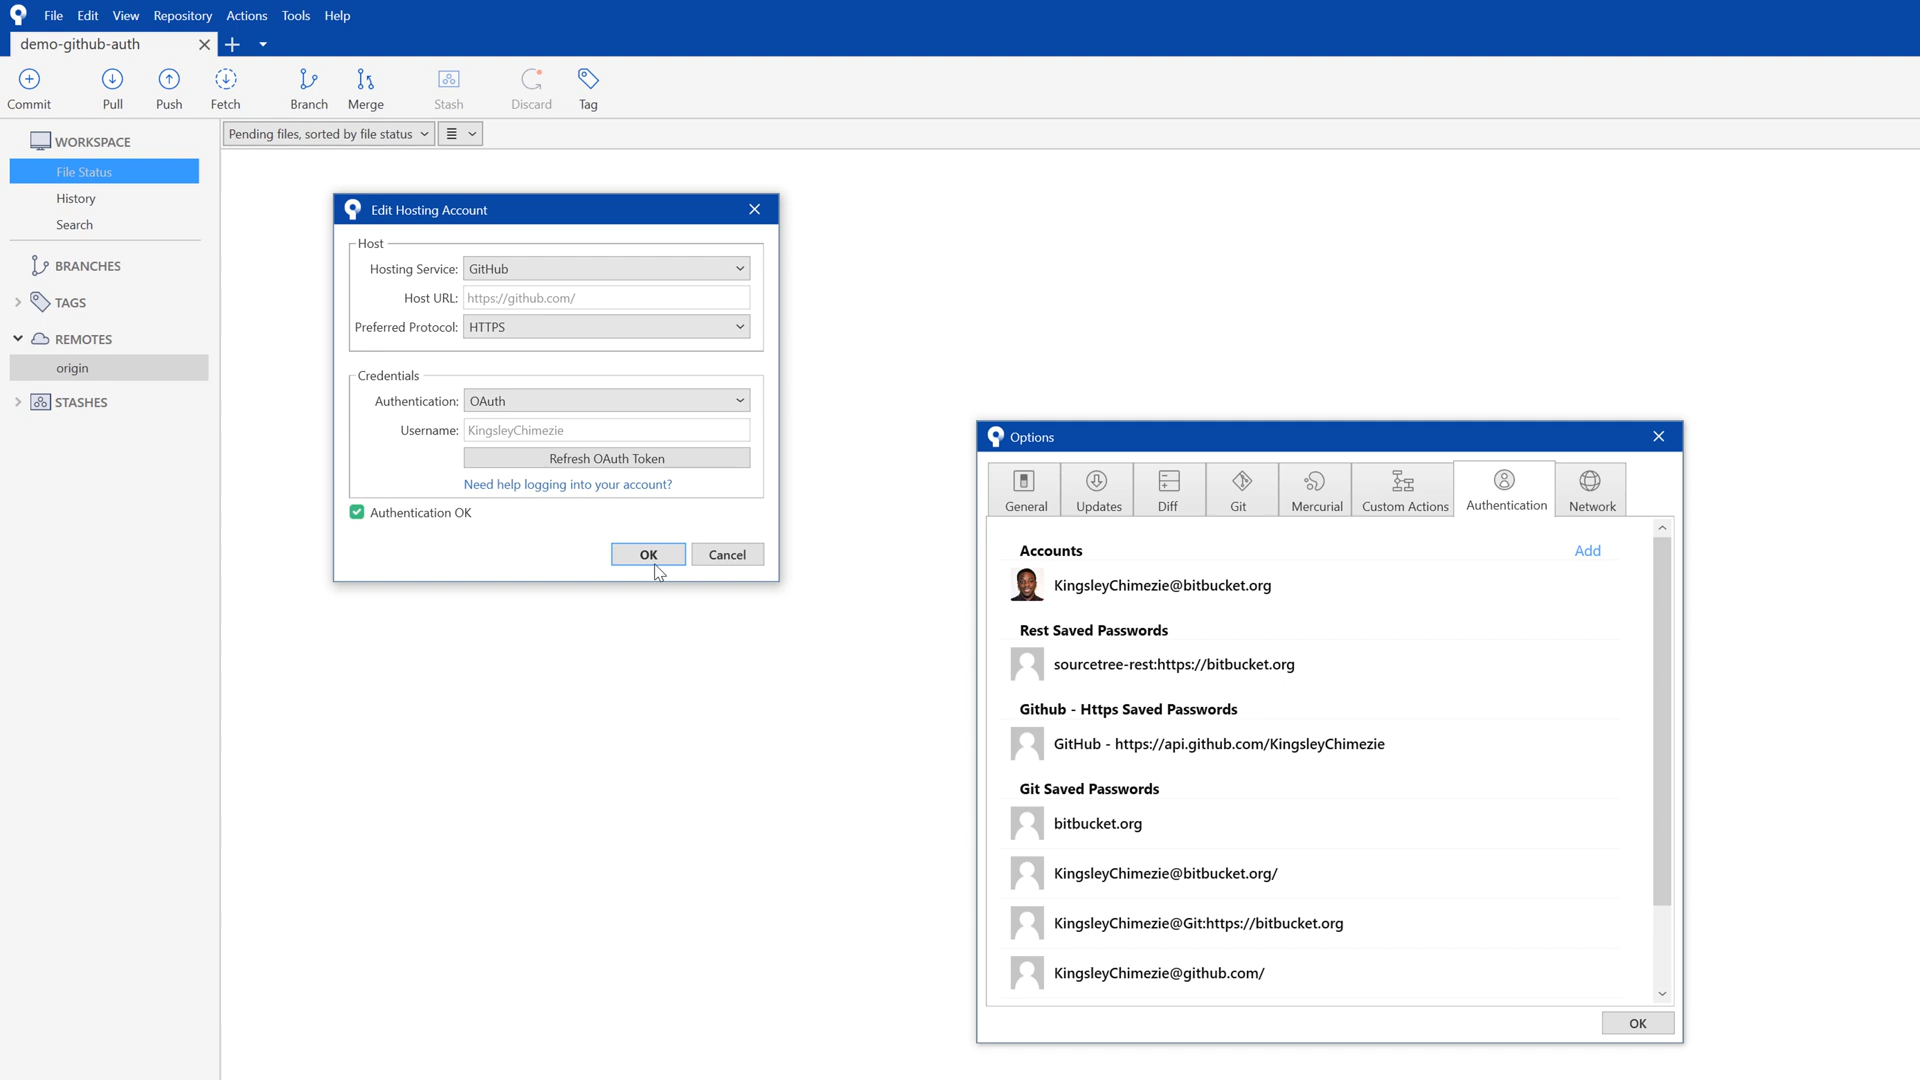 File Edit View Repository Actions Tools Help
demo-github-auth
Commit Pull Push Fetch Branch Merge Stash Discard Tag
WORKSPACE
File Status
History
Search
BRANCHES
TAGS
REMOTES
origin
STASHES
Pending files, sorted by file status
Edit Hosting Account
Host
Hosting Service: GitHub
Host URL: https://github.com/
Preferred Protocol: HTTPS
Credentials
Authentication: OAuth
Username: KingsleyChimezie
Refresh OAuth Token
Need help logging into your account?
Authentication OK
OK Cancel
Options
General Updates Diff Git Mercurial Custom Actions Authentication Network
Accounts Add
KingsleyChimezie@bitbucket.org
Rest Saved Passwords
sourcetree-rest:https://bitbucket.org
Github - Https Saved Passwords
GitHub - https://api.github.com/KingsleyChimezie
Git Saved Passwords
bitbucket.org
KingsleyChimezie@bitbucket.org/
KingsleyChimezie@Git:https://bitbucket.org
KingsleyChimezie@github.com/
OK